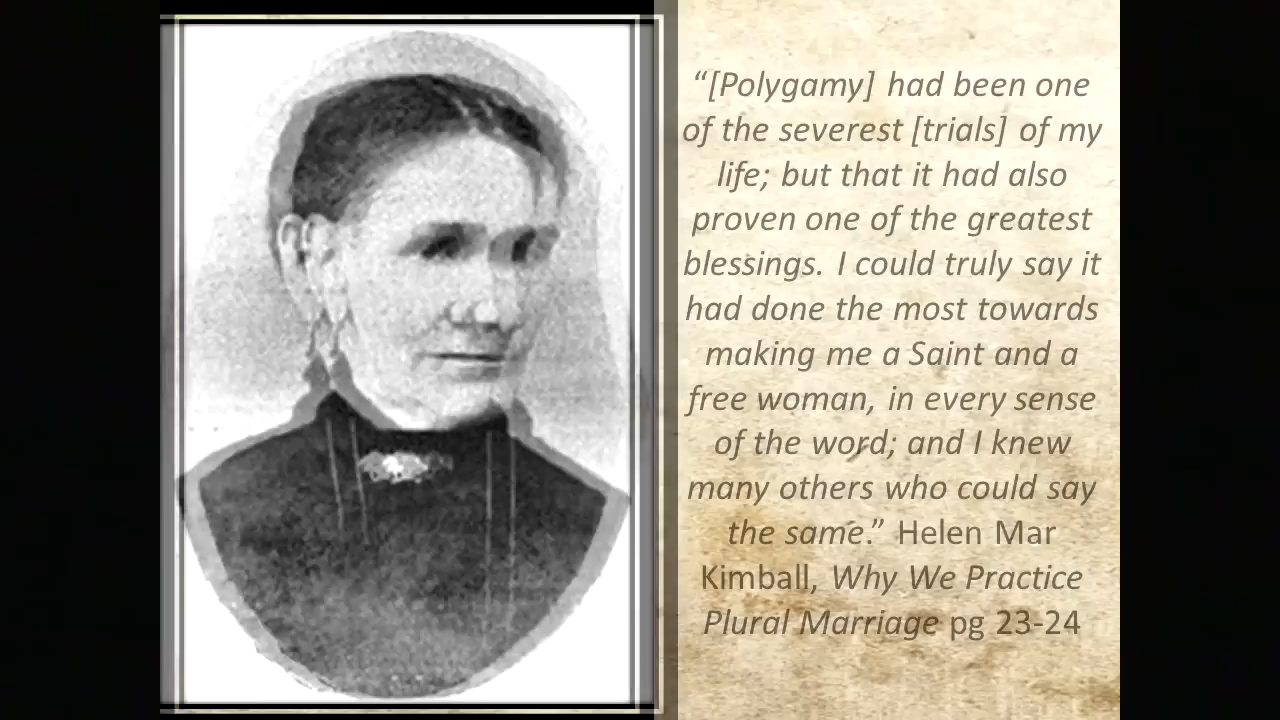 “[Polygamy] had been one
of the severest [trials] of my
life; but that it had also
proven one of the greatest
blessings. I could truly say it
had done the most towards
making me a Saint and a
free woman, in every sense
of the word; and I knew
many others who could say
the same.” Helen Mar
Kimball, Why We Practice
Plural Marriage pg 23-24